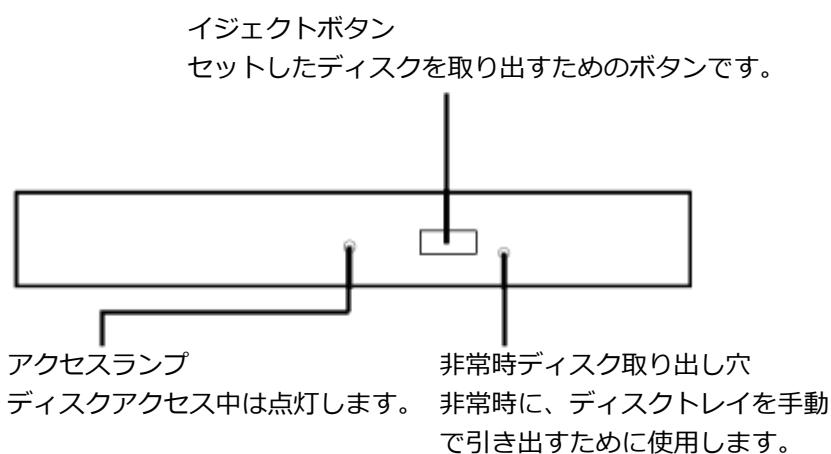 イジェクトボタン
セットしたディスクを取り出すためのボタンです。
アクセスランプ
ディスクアクセス中は点灯します。
非常時ディスク取り出し穴
非常時に、ディスクトレイを手動
で引き出すために使用します。